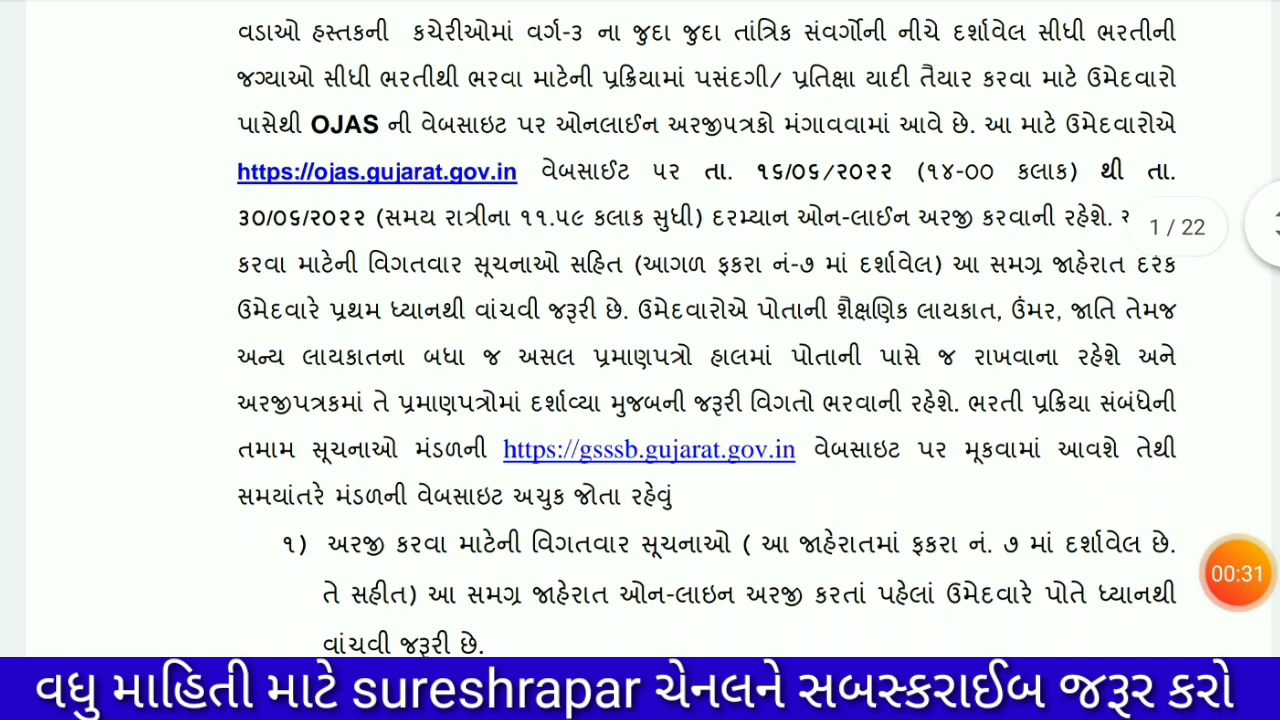 વડાઓ હસ્તકની કચેરીઓમાં વર્ગ-૩ ના જુદા જુદા તાંત્રિક સંવર્ગોની નીચે દર્શાવેલ સીધી ભરતીની
જગ્યાઓ સીધી ભરતીથી ભરવા માટેની પ્રક્રિયામાં પસંદગી/ પ્રતિક્ષા યાદી તૈયાર કરવા માટે ઉમેદવારો
પાસેથી OJAS ની વેબસાઇટ પર ઓનલાઈન અરજીપત્રકો મંગાવવામાં આવે છે. આ માટે ઉમેદવારોએ
https://ojas.gujarat.gov.in વેબસાઈટ પર તા. ૧૬/૦૬/૨૦૨૨ (૧૪-૦૦ કલાક) થી તા.
૩૦/૦૬/૨૦૨૨ (સમય રાત્રીના ૧૧.૫૯ કલાક સુધી) દરમ્યાન ઓન-લાઈન અરજી કરવાની રહેશે.
1 / 22
કરવા માટેની વિગતવાર સૂચનાઓ સહિત (આગળ ફકરા નં-૭ માં દર્શાવેલ) આ સમગ્ર જાહેરાત દરેક
ઉમેદવારે પ્રથમ ધ્યાનથી વાંચવી જરૂરી છે. ઉમેદવારોએ પોતાની શૈક્ષણિક લાયકાત, ઉંમર, જાતિ તેમજ
અન્ય લાયકાતના બધા જ અસલ પ્રમાણપત્રો હાલમાં પોતાની પાસે જ રાખવાના રહેશે અને
અરજીપત્રકમાં તે પ્રમાણપત્રોમાં દર્શાવ્યા મુજબની જરૂરી વિગતો ભરવાની રહેશે. ભરતી પ્રક્રિયા સંબંધેની
તમામ સૂચનાઓ મંડળની https://gsssb.gujarat.gov.in વેબસાઇટ પર મૂકવામાં આવશે તેથી
સમયાંતરે મંડળની વેબસાઇટ અચુક જોતા રહેવું
૧) અરજી કરવા માટેની વિગતવાર સૂચનાઓ ( આ જાહેરાતમાં ફકરા નં. ૭ માં દર્શાવેલ છે.
00:31
તે સહીત) આ સમગ્ર જાહેરાત ઓન-લાઇન અરજી કરતાં પહેલાં ઉમેદવારે પોતે ધ્યાનથી
વાંચવી જરૂરી છે.
વધુ માહિતી માટે sureshrapar ચેનલને સબસ્કરાઈબ જરૂર કરો